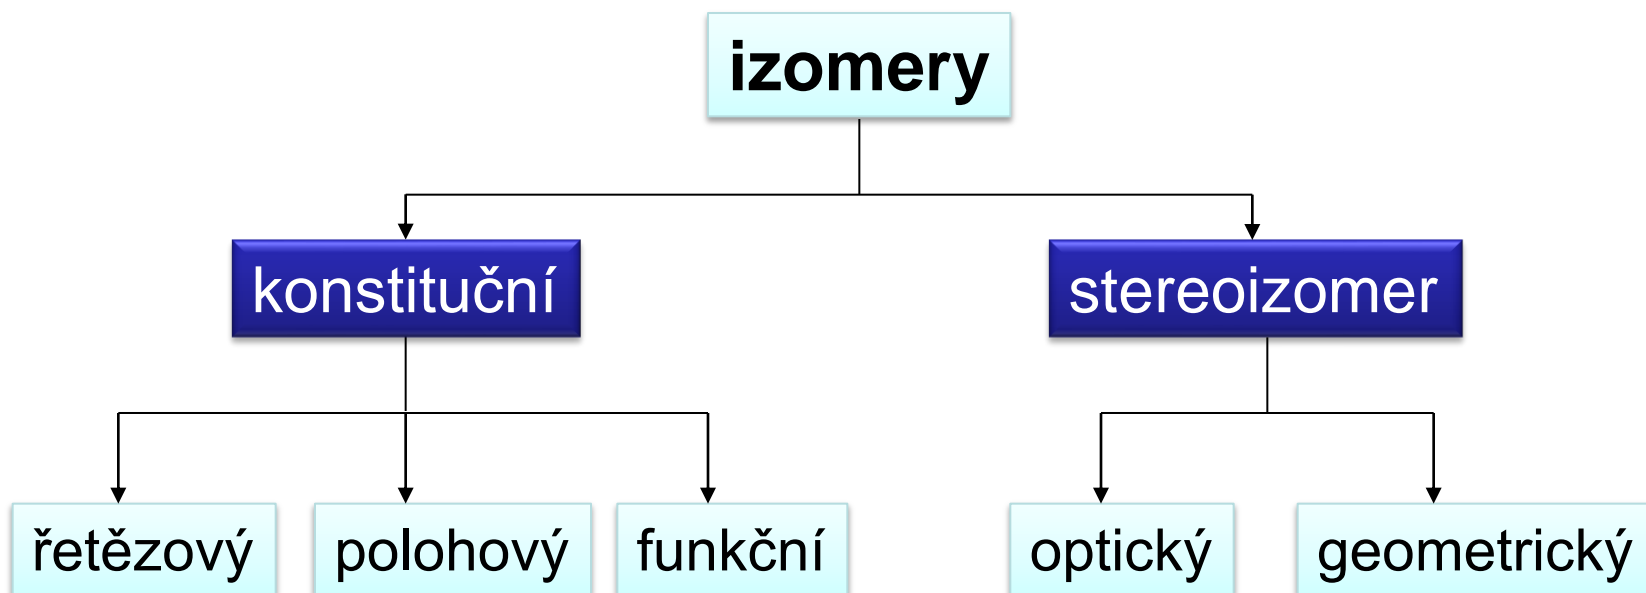 izomery
konstituční
stereoizomer
řetězový
polohový
funkční
optický
geometrický